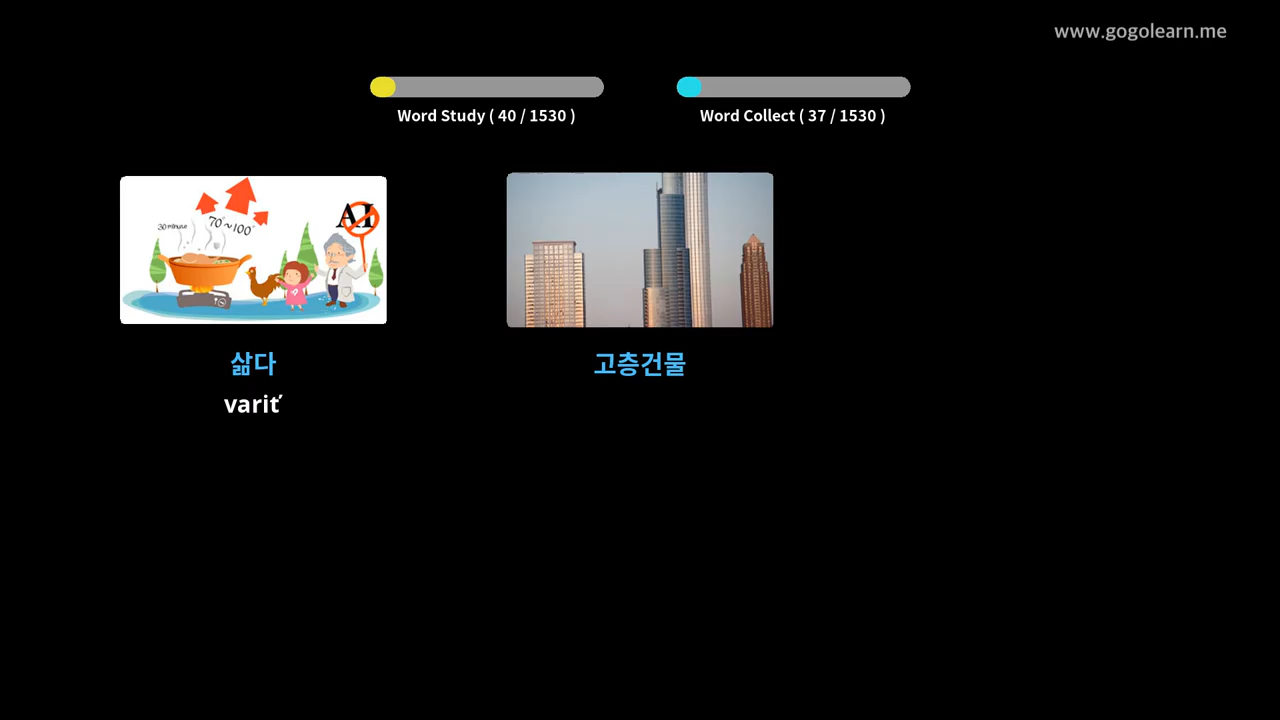 www.gogolearn.me
Word Study ( 40 / 1530 )
Word Collect ( 37 / 1530 )
30 minute
70°~100°
AI
삶다
고층건물
variť